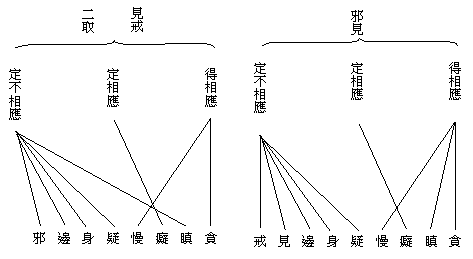 邪見
得相應
定相應
定不相應
貪
瞋
癡
慢
疑
身
邊
見
戒
見戒
二取
得相應
定相應
定不相應
貪
瞋
癡
慢
疑
身
邊
邪